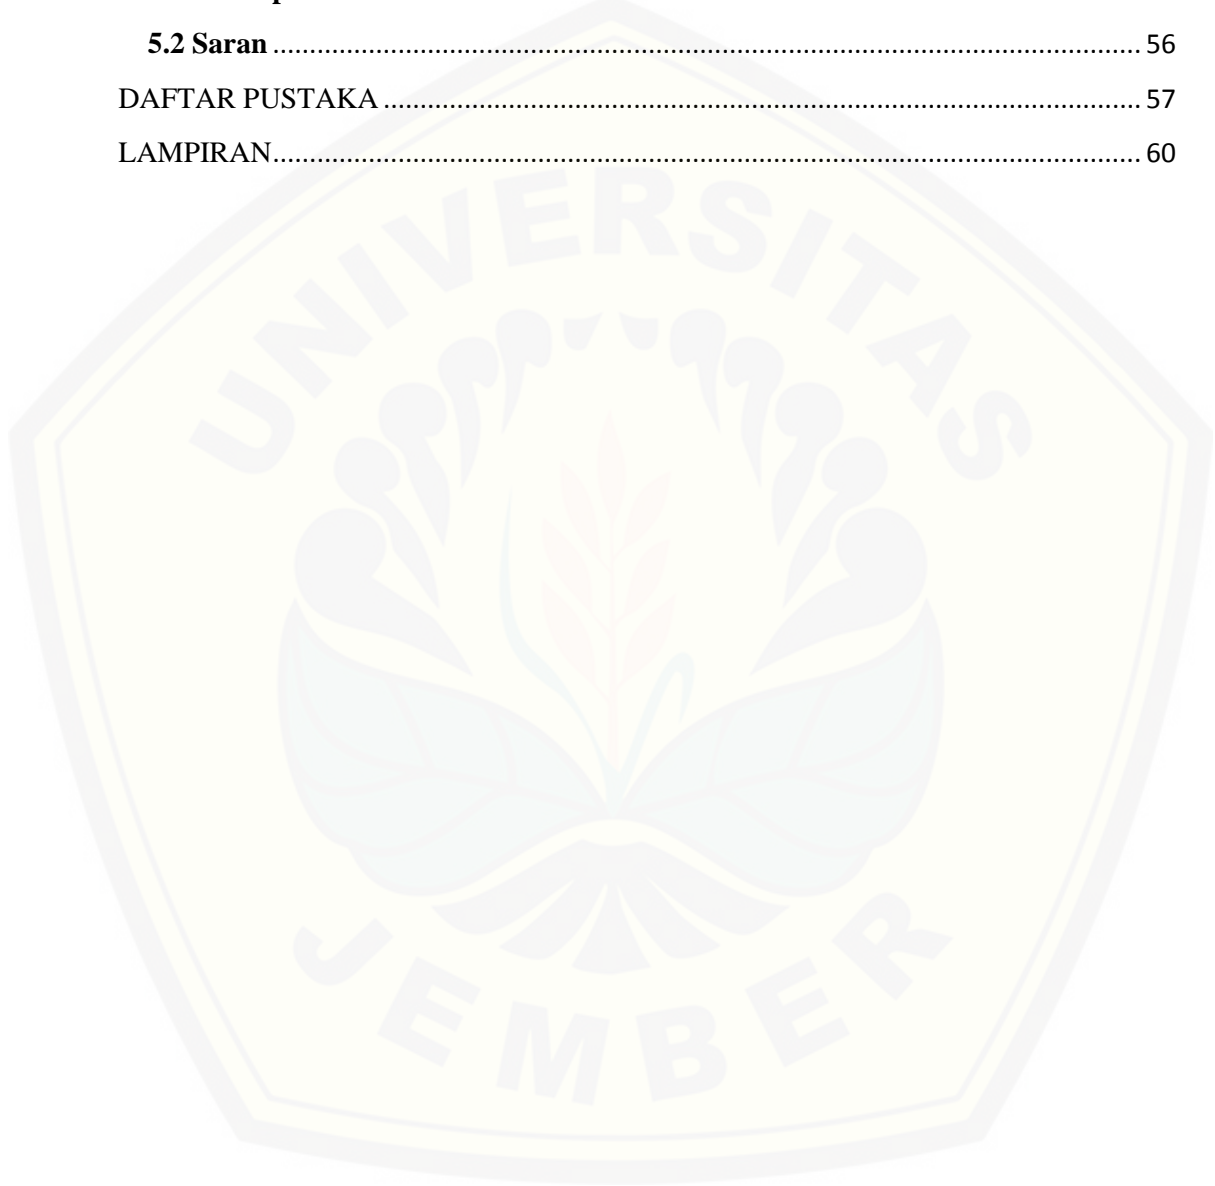 5.2 Saran ........................................................................................................................ 56
DAFTAR PUSTAKA ........................................................................................................ 57
LAMPIRAN........................................................................................................................ 60
UNIVERSITAS
JEMBER